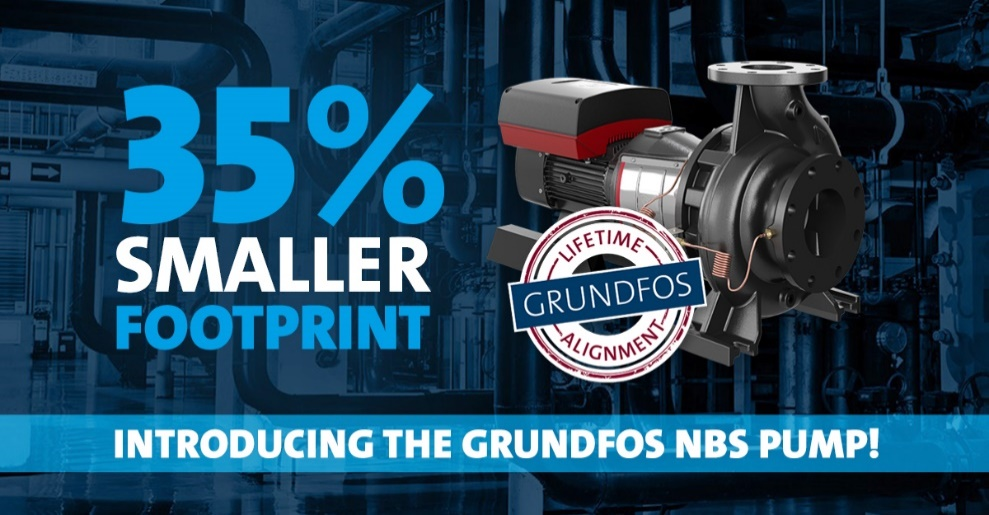 35%
SMALLER
FOOTPRINT
LIFETIME
GRUNDFOS
ALIGNMENT
INTRODUCING THE GRUNDFOS NBS PUMP!